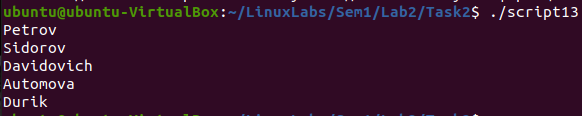 ubuntu@ubuntu-VirtualBox:~/LinuxLabs/Sem1/Lab2/Task2$ ./script13
Petrov
Sidorov
Davidovich
Automova
Durik